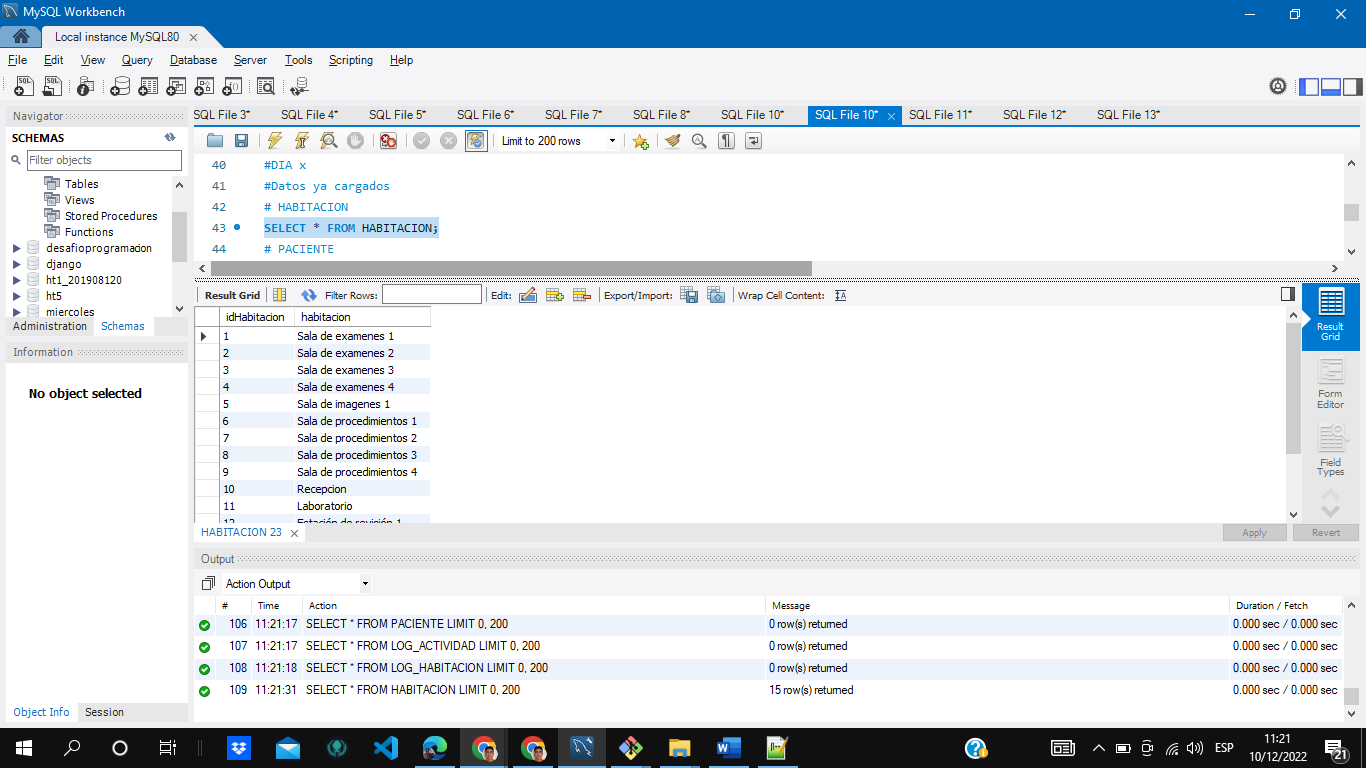 MySQL Workbench
Local instance MySQL80
File Edit View Query Database Server Tools Scripting Help
Navigator
SCHEMAS
Filter objects
Tables
Views
Stored Procedures
Functions
desafioprogramacion
django
ht1_201908120
ht5
miercoles
Administration Schemas
Information
No object selected
Object Info Session
SQL File 3* SQL File 4* SQL File 5* SQL File 6* SQL File 7* SQL File 8* SQL File 10* SQL File 10* SQL File 11* SQL File 12* SQL File 13*
Limit to 200 rows
40 #DIA x
41 #Datos ya cargados
42 # HABITACION
43 SELECT * FROM HABITACION;
44 # PACIENTE
Result Grid Filter Rows: Edit: Export/Import: Wrap Cell Content:
idHabitacion habitacion
1 Sala de examenes 1
2 Sala de examenes 2
3 Sala de examenes 3
4 Sala de examenes 4
5 Sala de imagenes 1
6 Sala de procedimientos 1
7 Sala de procedimientos 2
8 Sala de procedimientos 3
9 Sala de procedimientos 4
10 Recepcion
11 Laboratorio
12 Estación de revisión 1
Result
Grid
Form
Editor
Field
Types
HABITACION 23
Apply Revert
Output
Action Output
# Time Action Message Duration / Fetch
106 11:21:17 SELECT * FROM PACIENTE LIMIT 0, 200 0 row(s) returned 0.000 sec / 0.000 sec
107 11:21:17 SELECT * FROM LOG_ACTIVIDAD LIMIT 0, 200 0 row(s) returned 0.000 sec / 0.000 sec
108 11:21:18 SELECT * FROM LOG_HABITACION LIMIT 0, 200 0 row(s) returned 0.000 sec / 0.000 sec
109 11:21:31 SELECT * FROM HABITACION LIMIT 0, 200 15 row(s) returned 0.000 sec / 0.000 sec
ESP
11:21
10/12/2022
21